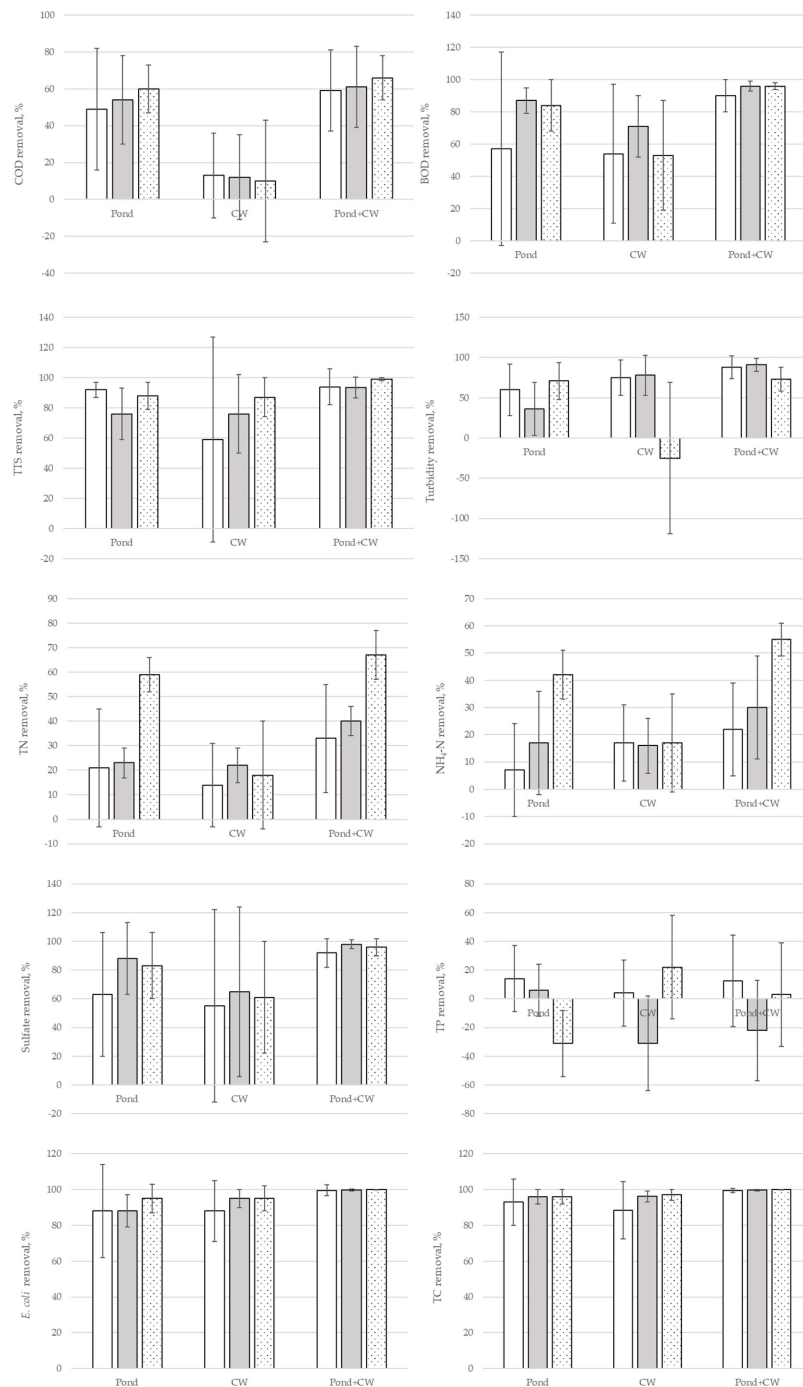 COD removal, %
100
80
60
40
20
0
-20
-40
Pond
CW
Pond+CW
BOD removal, %
140
120
100
80
60
40
20
0
-20
Pond
CW
Pond+CW
TTS removal, %
140
120
100
80
60
40
20
0
-20
Pond
CW
Pond+CW
Turbidity removal, %
150
100
50
0
-50
-100
-150
Pond
CW
Pond+CW
TN removal, %
90
80
70
60
50
40
30
20
10
0
-10
Pond
CW
Pond+CW
NH₄-N removal, %
70
60
50
40
30
20
10
0
-10
-20
Pond
CW
Pond+CW
Sulfate removal, %
140
120
100
80
60
40
20
0
-20
Pond
CW
Pond+CW
TP removal, %
80
60
40
20
0
-20
-40
-60
-80
Pond
CW
Pond+CW
E. coli removal, %
120
100
80
60
40
20
0
Pond
CW
Pond+CW
TC removal, %
120
100
80
60
40
20
0
Pond
CW
Pond+CW